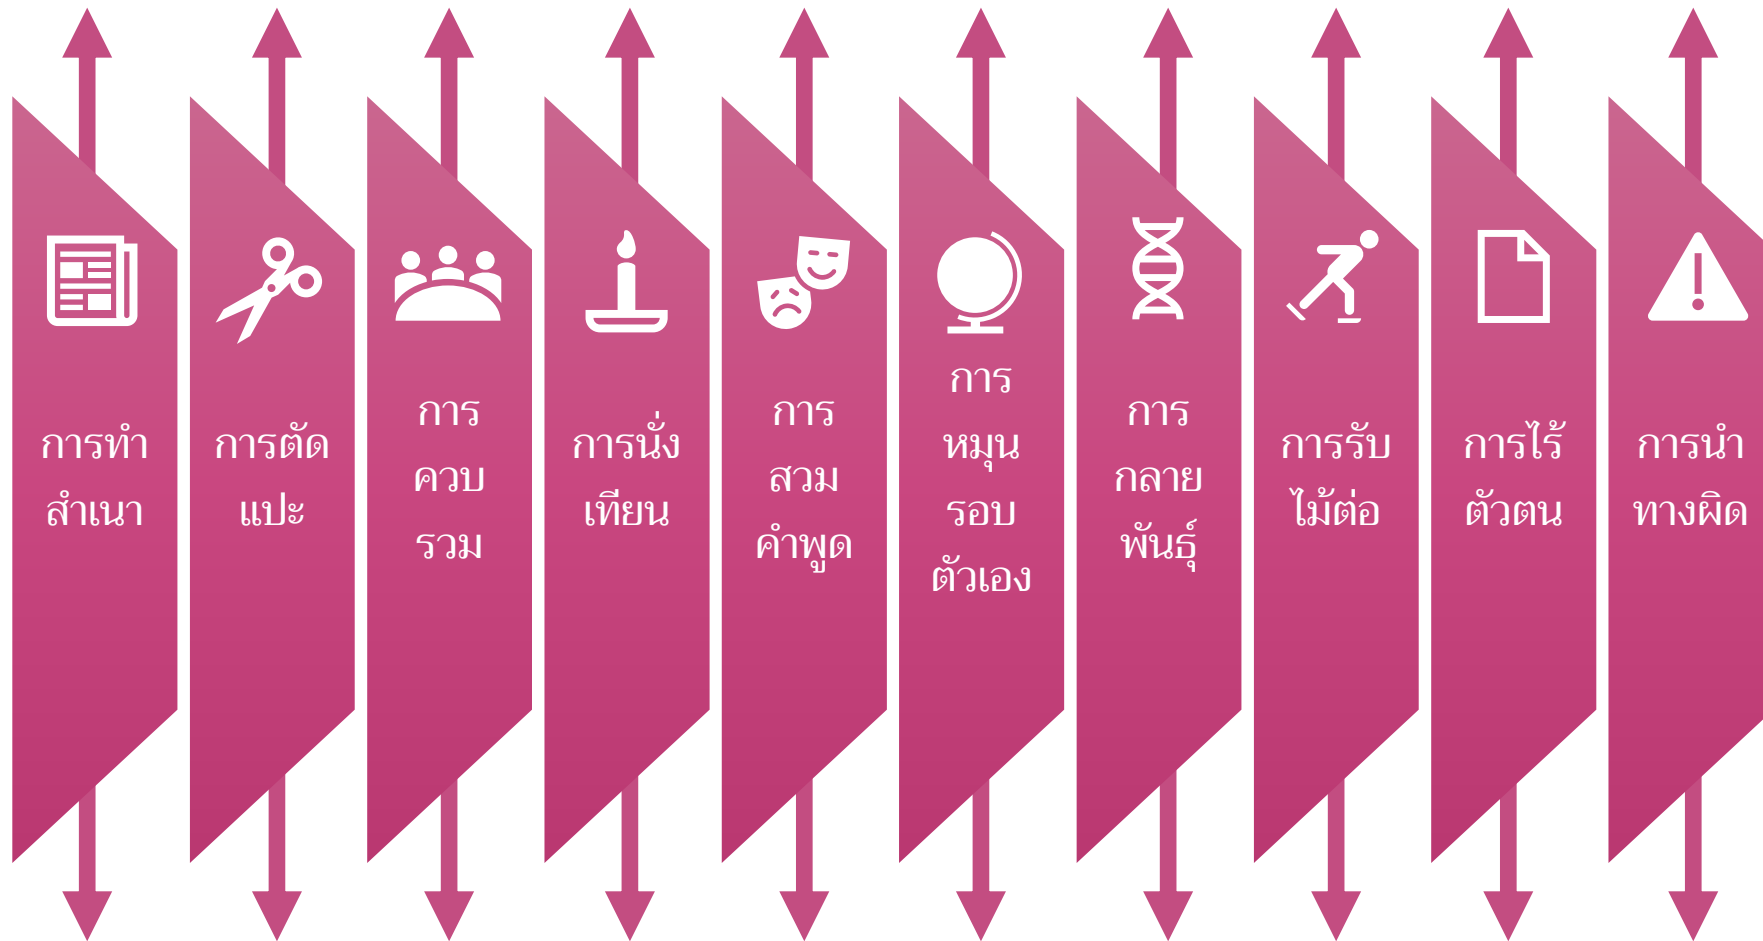 การทำ
สำเนา
การตัด
แปะ
การ
ควบ
รวม
การนั่ง
เทียน
การ
สวม
คำพูด
การ
หมุน
รอบ
ตัวเอง
การ
กลาย
พันธุ์
การรับ
ไม้ต่อ
การไร้
ตัวตน
การนำ
ทางผิด